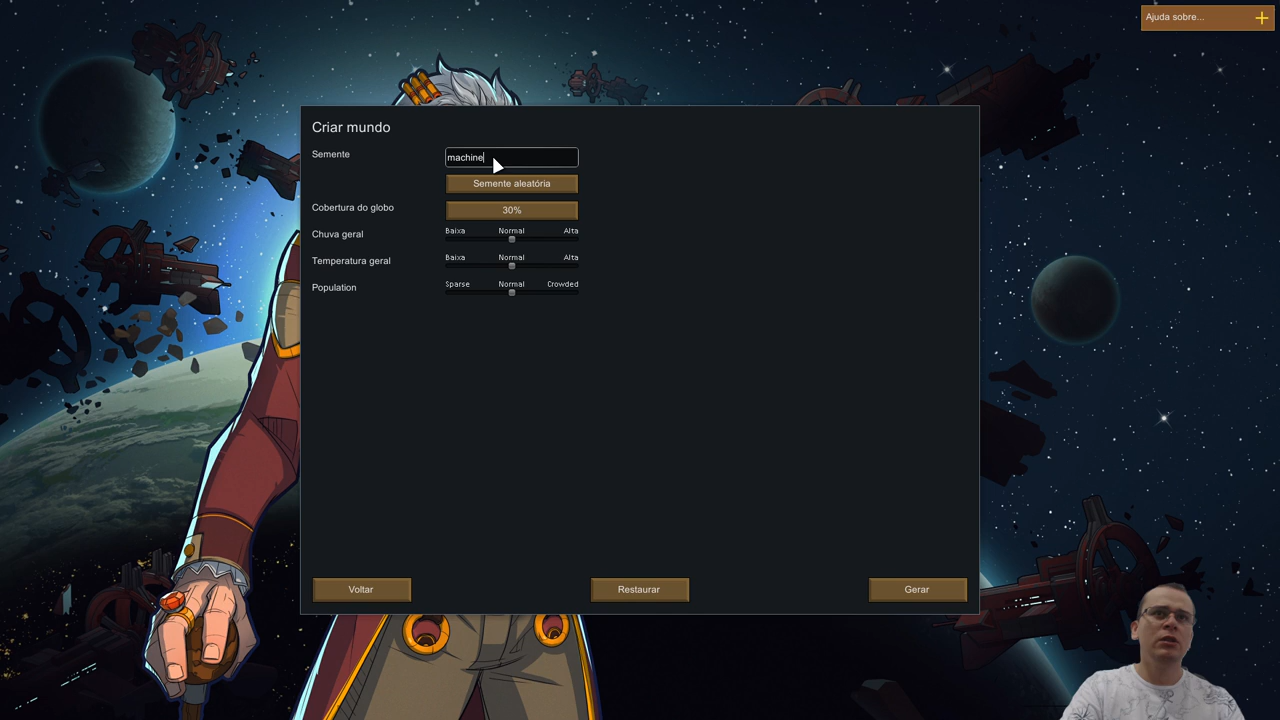 Ajuda sobre...
Criar mundo
Semente
machine
Semente aleatória
Cobertura do globo
30%
Chuva geral
Baixa Normal Alta
Temperatura geral
Baixa Normal Alta
Population
Sparse Normal Crowded
Voltar
Restaurar
Gerar